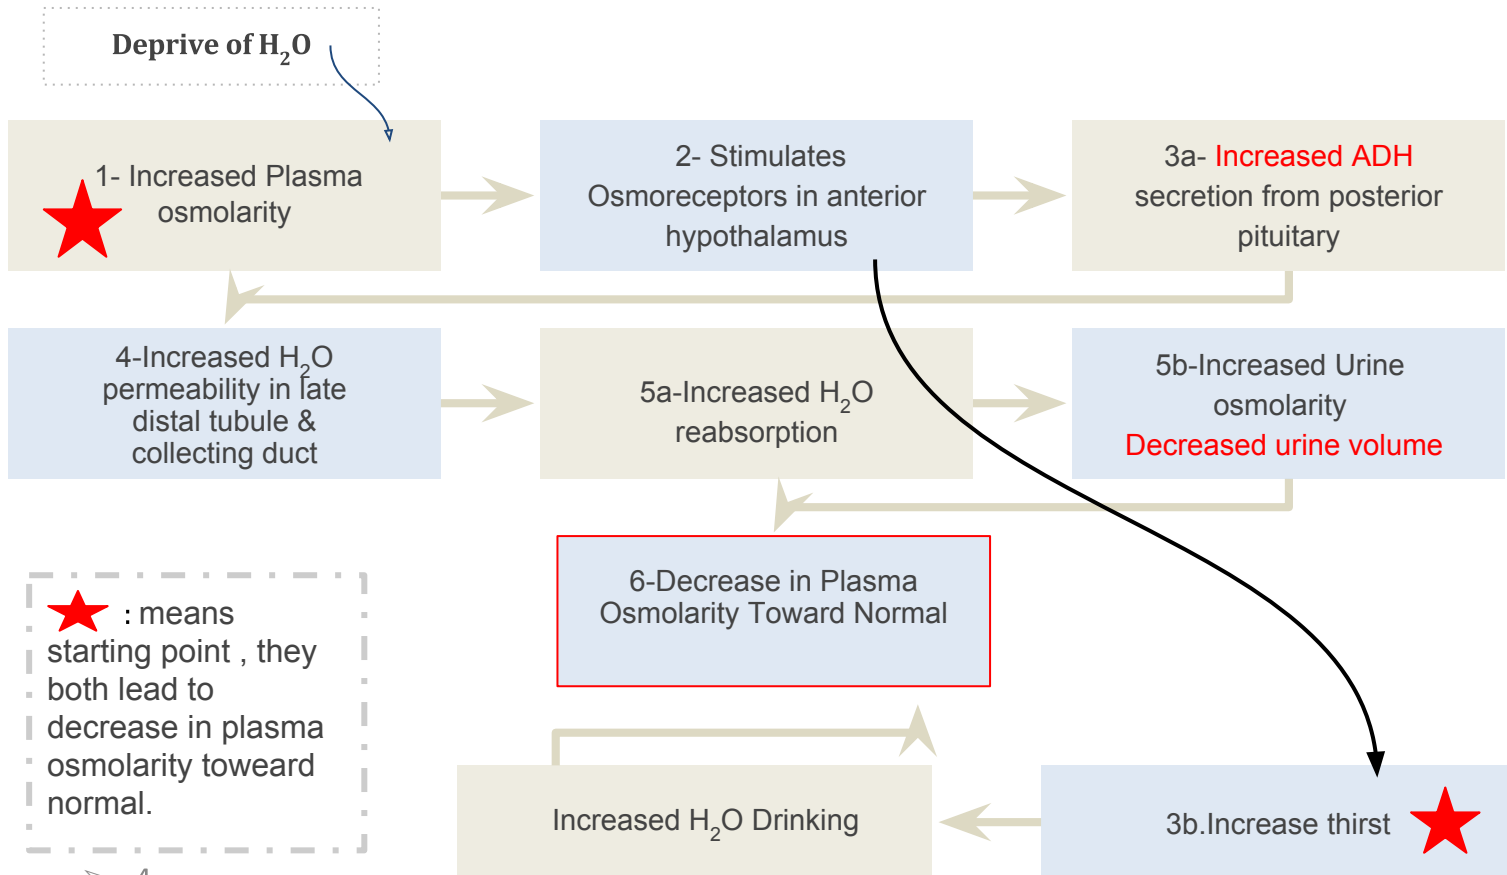 Deprive of H₂O
1- Increased Plasma
osmolarity
2- Stimulates
Osmoreceptors in anterior
hypothalamus
3a- Increased ADH
secretion from posterior
pituitary
4-Increased H₂O
permeability in late
distal tubule &
collecting duct
5a-Increased H₂O
reabsorption
5b-Increased Urine
osmolarity
Decreased urine volume
6-Decrease in Plasma
Osmolarity Toward Normal
: means
starting point , they
both lead to
decrease in plasma
osmolarity toweard
normal.
Increased H₂O Drinking
3b.Increase thirst